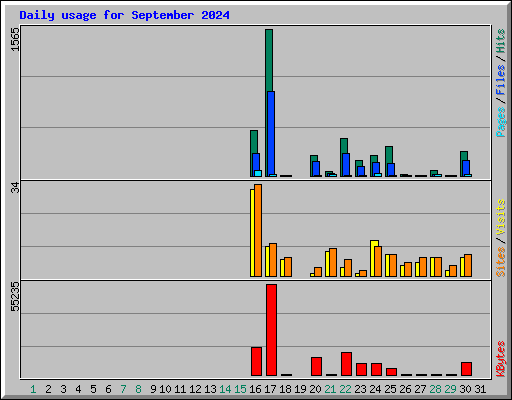 Daily usage for September 2024
1565
Pages / Files / Hits
34
Sites / Visits
55235
KBytes
1 2 3 4 5 6 7 8 9 10 11 12 13 14 15 16 17 18 19 20 21 22 23 24 25 26 27 28 29 30 31